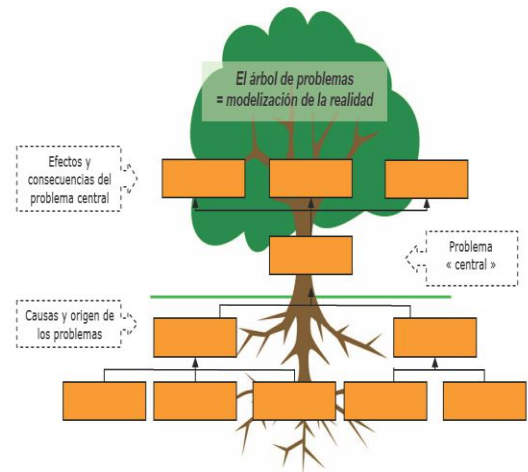 El árbol de problemas
= modelización de la realidad
Efectos y
consecuencias del
problema central
Problema
« central »
Causas y origen de
los problemas